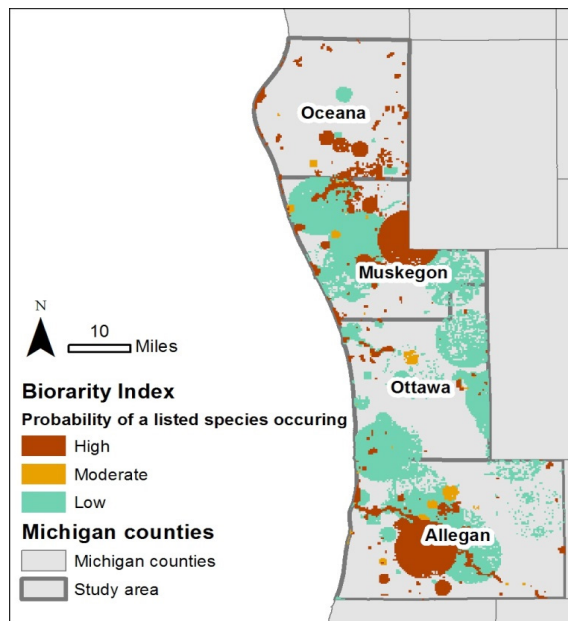 Oceana
Muskegon
Ottawa
Allegan
N
10
Miles
Biorarity Index
Probability of a listed species occuring
High
Moderate
Low
Michigan counties
Michigan counties
Study area